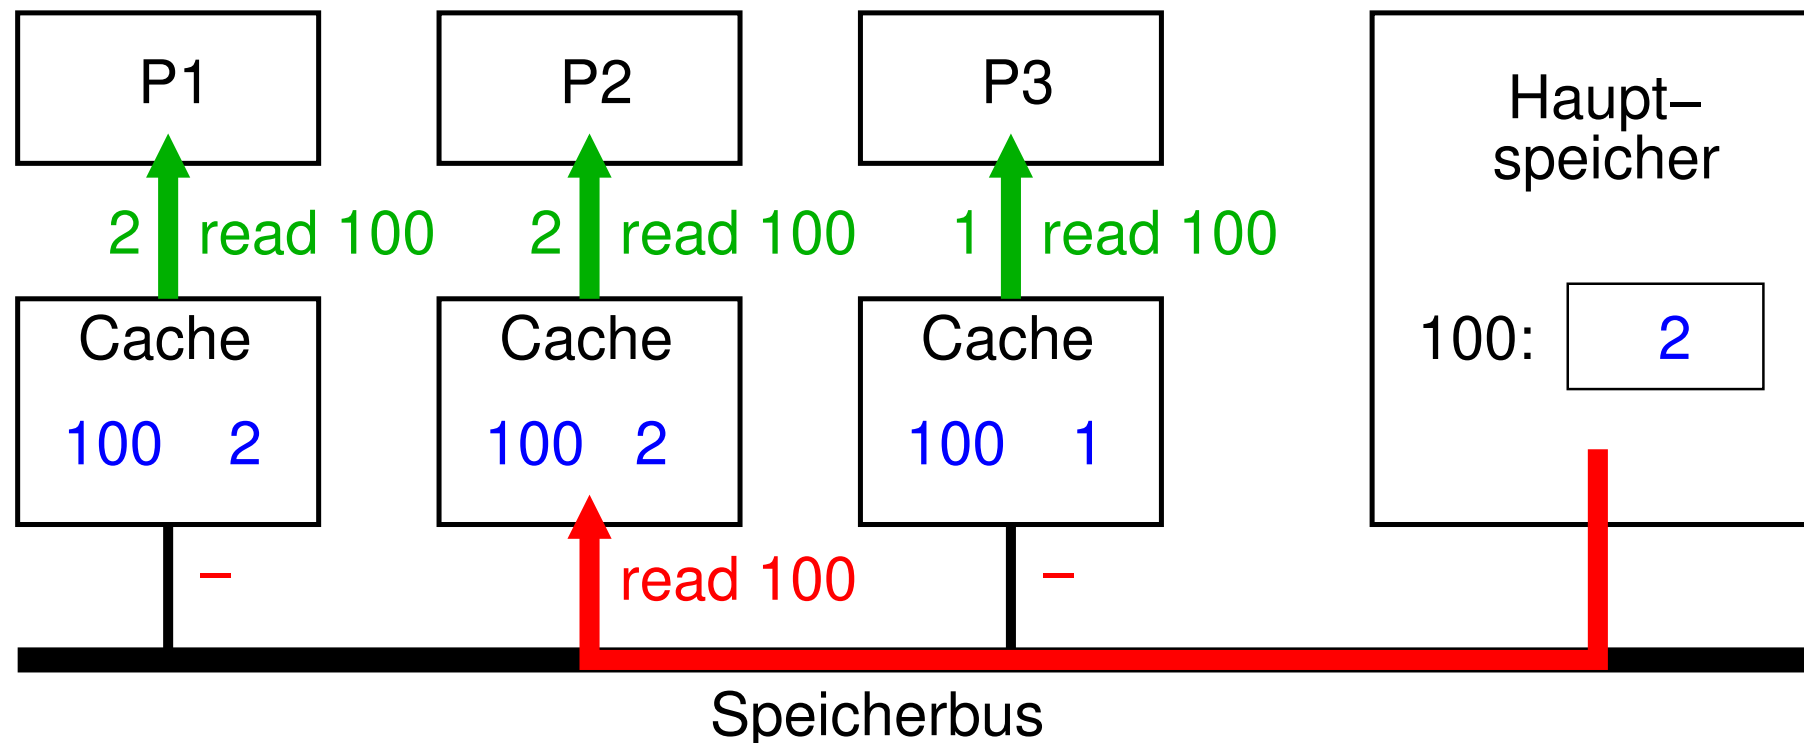 P1 P2 P3
Haupt–
speicher
2 read 100 2 read 100 1 read 100
Cache Cache Cache
100: 2
100 2 100 2 100 1
– read 100 –
Speicherbus